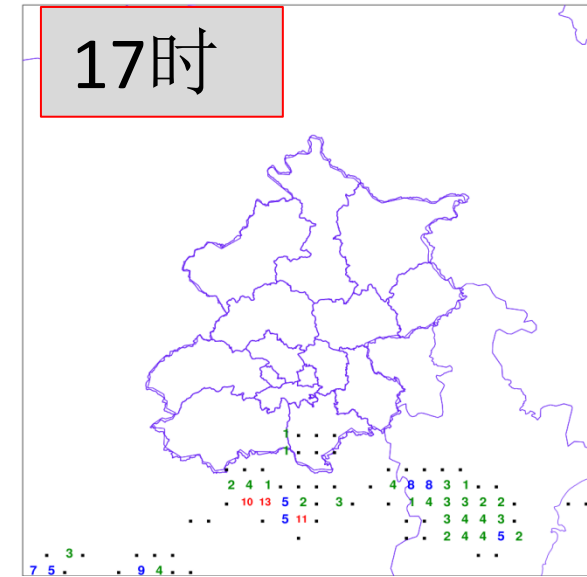 17时
1 . . .
1 . . .
. . . . . . . .
2 4 1 . . . . . . 4 8 8 3 1 . .
. 10 13 5 2 . 3 . . 1 4 3 3 2 2 . .
. . . 5 11 . . 3 4 4 3 .
. . . 2 4 4 5 2
. 3 . . . . . .
7 5 . . . 9 4 . .